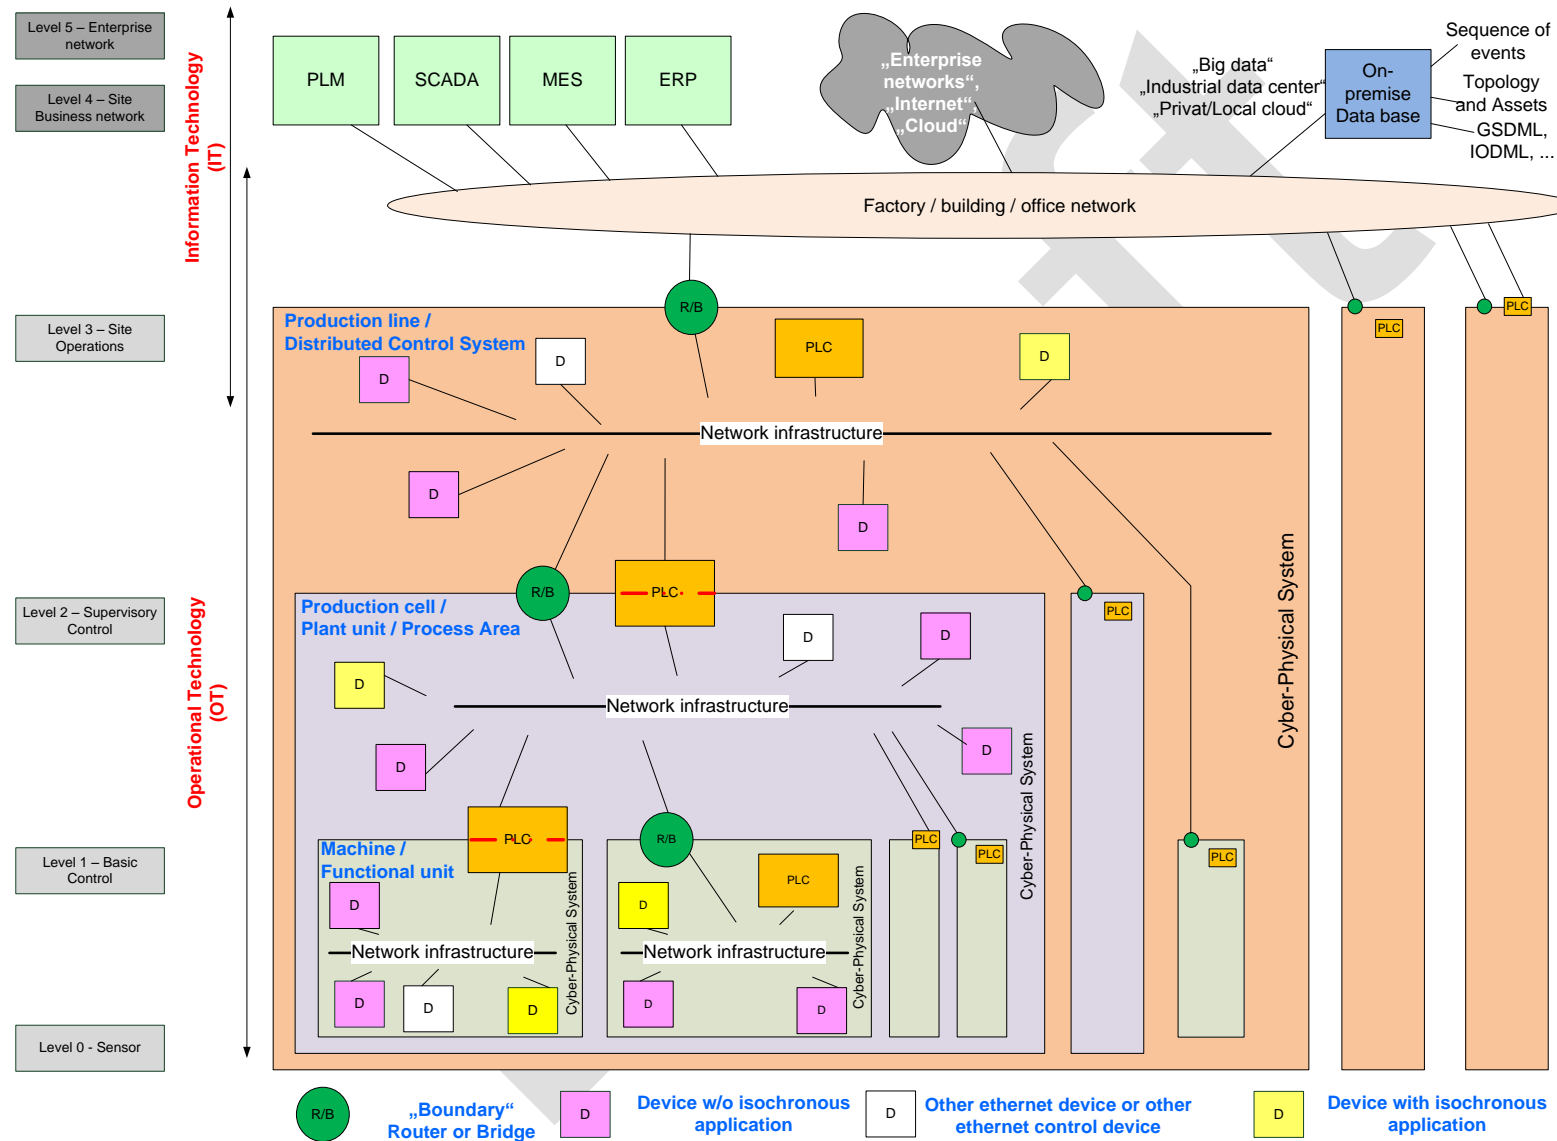 Level 5 – Enterprise
network
Level 4 – Site
Business network
Information Technology
(IT)
PLM
SCADA
MES
ERP
„Enterprise
networks“,
„Internet“
„Cloud“
„Big data“
„Industrial data center“
„Privat/Local cloud“
On-
premise
Data base
Sequence of
events
Topology
and Assets
GSDML,
IODML, ...
Factory / building / office network
Level 3 – Site
Operations
R/B
Production line /
Distributed Control System
D
D
PLC
D
PLC
PLC
Network infrastructure
D
D
Cyber-Physical System
Level 2 – Supervisory
Control
Operational Technology
(OT)
R/B
PLC
Production cell /
Plant unit / Process Area
D
D
D
PLC
Network infrastructure
D
D
Cyber-Physical System
Level 1 – Basic
Control
PLC
Machine /
Functional unit
R/B
PLC
PLC
PLC
PLC
D
D
Network infrastructure
Network infrastructure
D
D
D
D
D
Cyber-Physical System
Cyber-Physical System
Level 0 - Sensor
R/B
„Boundary“
Router or Bridge
D
Device w/o isochronous
application
D
Other ethernet device or other
ethernet control device
D
Device with isochronous
application